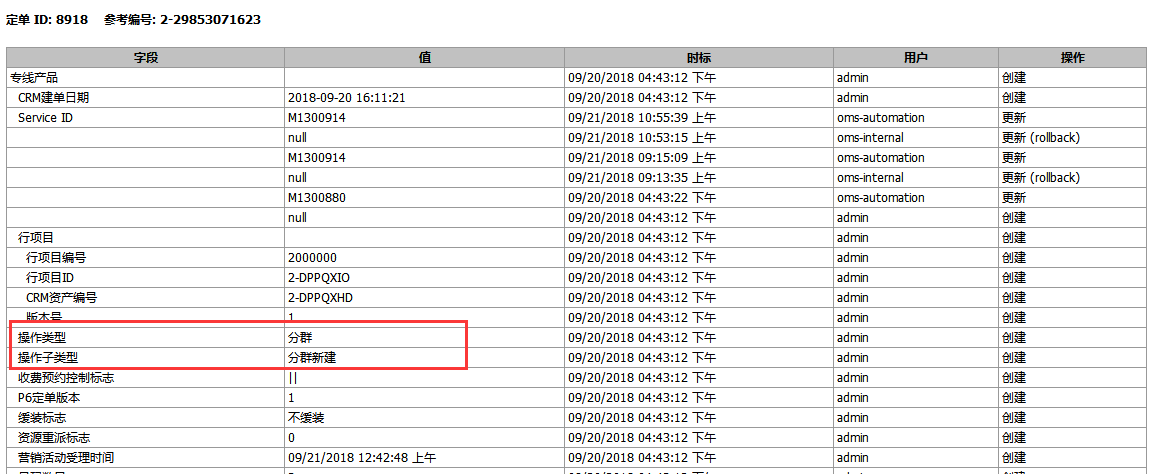 定单 ID: 8918 参考编号: 2-29853071623
字段 值 时标 用户 操作
专线产品 09/20/2018 04:43:12 下午 admin 创建
CRM建单日期 2018-09-20 16:11:21 09/20/2018 04:43:12 下午 admin 创建
Service ID M1300914 09/21/2018 10:55:39 上午 oms-automation 更新
null 09/21/2018 10:53:15 上午 oms-internal 更新 (rollback)
M1300914 09/21/2018 09:15:09 上午 oms-automation 更新
null 09/21/2018 09:13:35 上午 oms-internal 更新 (rollback)
M1300880 09/20/2018 04:43:22 下午 oms-automation 更新
null 09/20/2018 04:43:12 下午 admin 创建
行项目 09/20/2018 04:43:12 下午 admin 创建
行项目编号 2000000 09/20/2018 04:43:12 下午 admin 创建
行项目ID 2-DPPQXIO 09/20/2018 04:43:12 下午 admin 创建
CRM资产编号 2-DPPQXHD 09/20/2018 04:43:12 下午 admin 创建
版本号 1 09/20/2018 04:43:12 下午 admin 创建
操作类型 分群 09/20/2018 04:43:12 下午 admin 创建
操作子类型 分群新建 09/20/2018 04:43:12 下午 admin 创建
收费预约控制标志 || 09/20/2018 04:43:12 下午 admin 创建
P6定单版本 1 09/20/2018 04:43:12 下午 admin 创建
缓装标志 不缓装 09/20/2018 04:43:12 下午 admin 创建
资源重派标志 0 09/20/2018 04:43:12 下午 admin 创建
营销活动受理时间 09/21/2018 12:42:48 上午 09/20/2018 04:43:12 下午 admin 创建